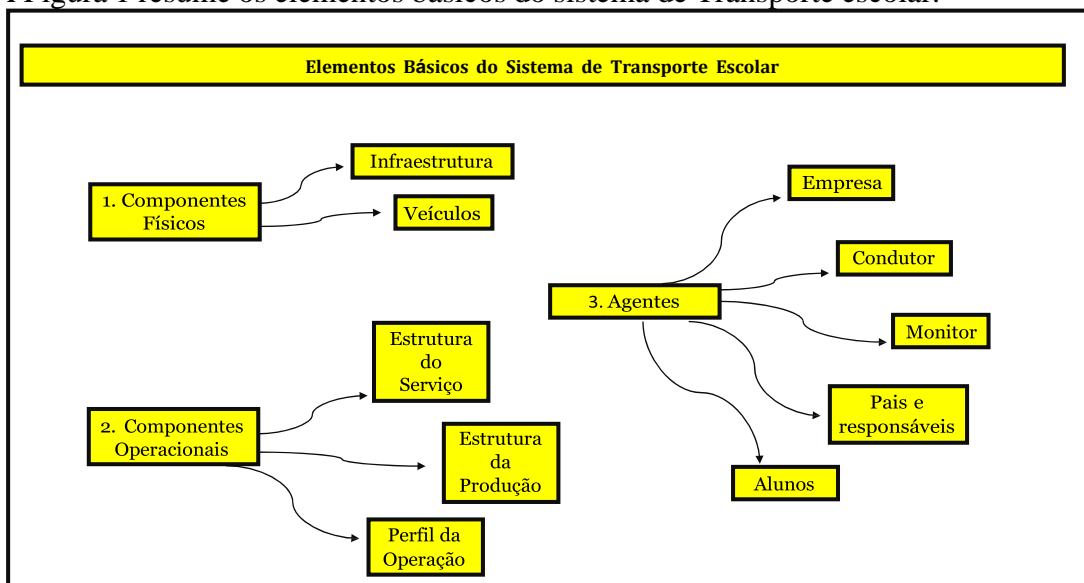 A Figura 1 resume os elementos básicos do sistema de Transporte escolar.
Elementos Básicos do Sistema de Transporte Escolar
Infraestrutura
1. Componentes
Físicos
Veículos
2. Componentes
Operacionais
Estrutura
do
Serviço
Estrutura
da
Produção
Perfil da
Operação
3. Agentes
Empresa
Condutor
Monitor
Pais e
responsáveis
Alunos